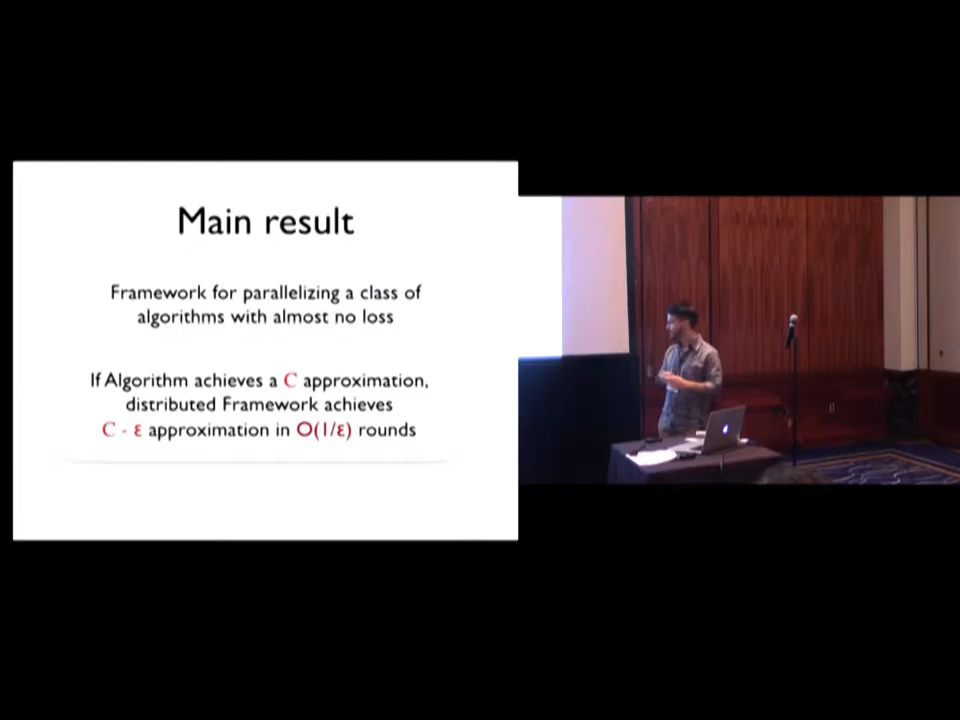 Main result
Framework for parallelizing a class of
algorithms with almost no loss
If Algorithm achieves a C approximation,
distributed Framework achieves
C - ε approximation in O(1/ε) rounds